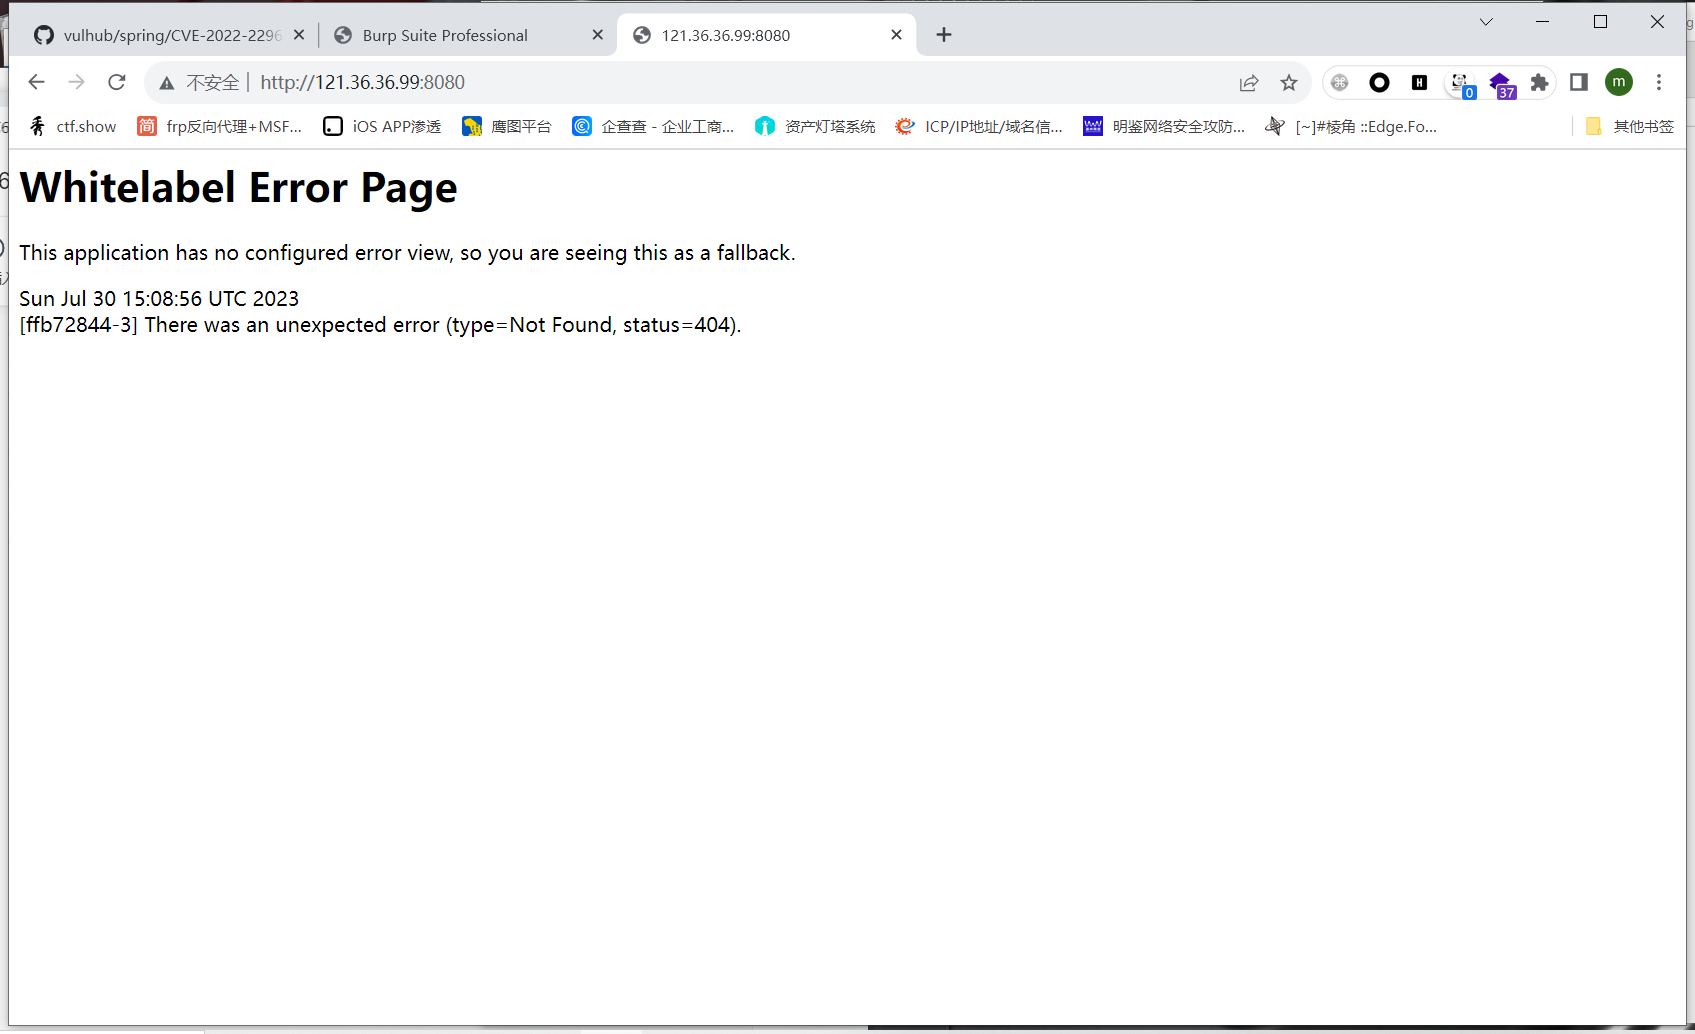 vulhub/spring/CVE-2022-2296
Burp Suite Professional
121.36.36.99:8080
不安全 http://121.36.36.99:8080
0
37
m
ctf.show
简 frp反向代理+MSF...
iOS APP渗透
鹰图平台
企查查 - 企业工商...
资产灯塔系统
ICP/IP地址/域名信...
明鉴网络安全攻防...
[~]#棱角 ::Edge.Fo...
其他书签
Whitelabel Error Page
This application has no configured error view, so you are seeing this as a fallback.
Sun Jul 30 15:08:56 UTC 2023
[ffb72844-3] There was an unexpected error (type=Not Found, status=404).